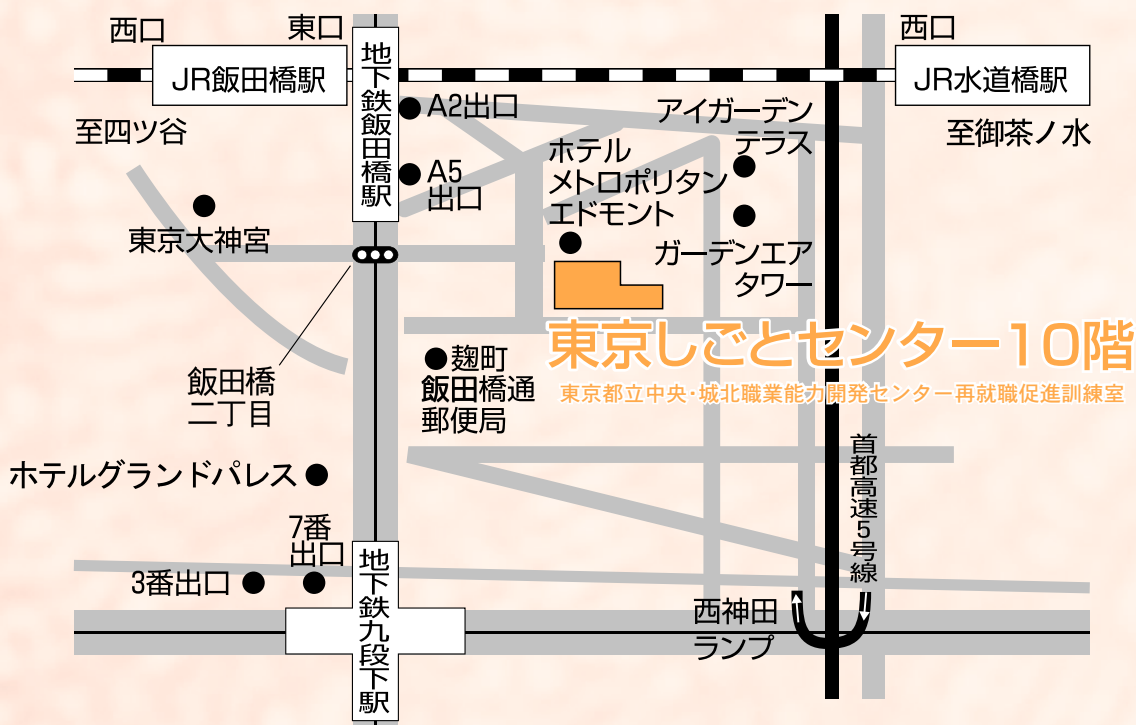 西口
東口
西口
JR飯田橋駅
地下鉄飯田橋駅
JR水道橋駅
至四ツ谷
A2出口
アイガーデン
テラス
至御茶ノ水
A5
出口
ホテル
メトロポリタン
エドモント
東京大神宮
ガーデンエア
タワー
東京しごとセンター10階
東京都立中央・城北職業能力開発センター再就職促進訓練室
飯田橋
二丁目
麹町
飯田橋通
郵便局
首都高速5号線
ホテルグランドパレス
7番
出口
3番出口
地下鉄九段下駅
西神田
ランプ